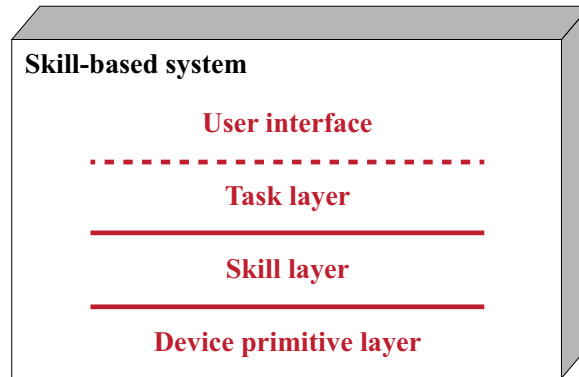 Skill-based system
User interface
Task layer
Skill layer
Device primitive layer